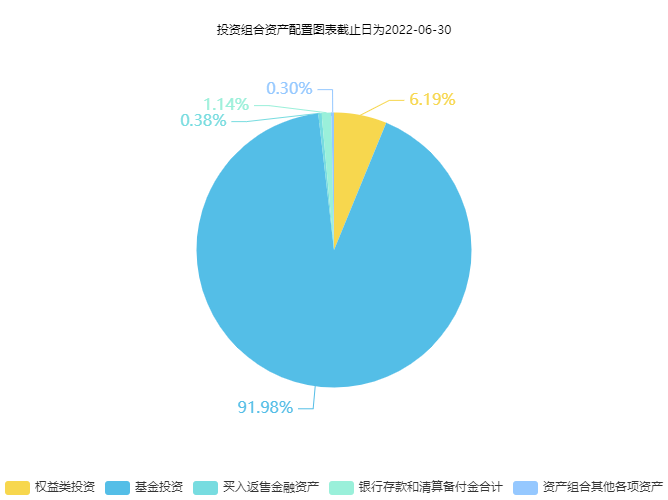 投资组合资产配置图表截止日为2022-06-30
0.30%
6.19%
1.14%
0.38%
91.98%
权益类投资 基金投资 买入返售金融资产 银行存款和清算备付金合计 资产组合其他各项资产